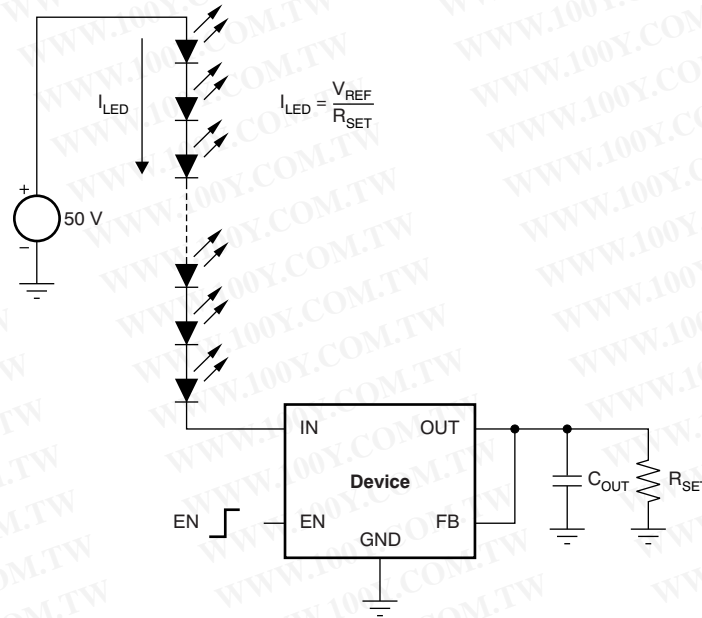 I_LED
I_LED = V_REF / R_SET
+
50 V
−
IN
OUT
Device
C_OUT
R_SET
EN
EN
FB
GND
WWW.100Y.COM.TW